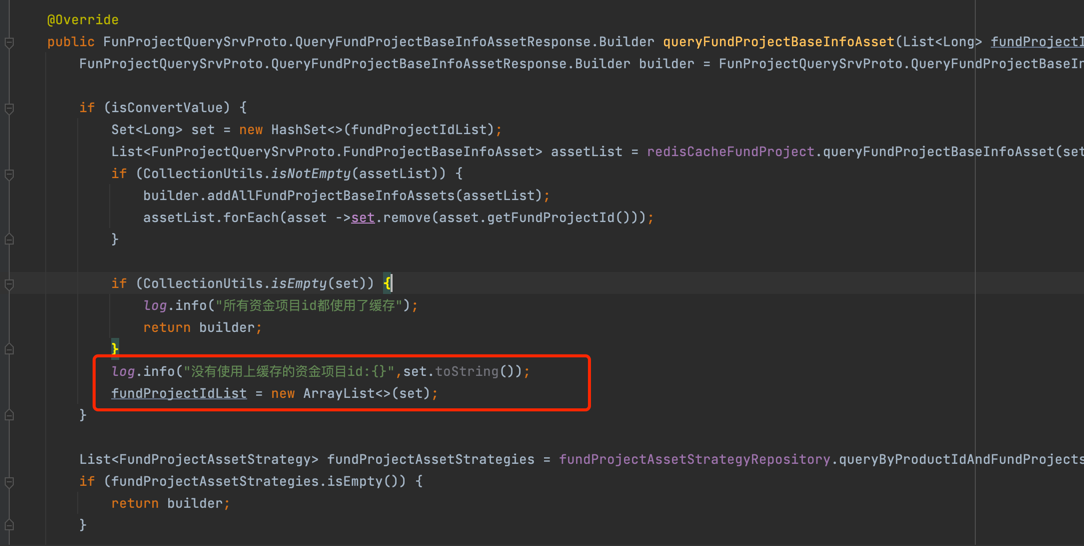 @Override
public FunProjectQuerySrvProto.QueryFundProjectBaseInfoAssetResponse.Builder queryFundProjectBaseInfoAsset(List<Long> fundProjectI
FunProjectQuerySrvProto.QueryFundProjectBaseInfoAssetResponse.Builder builder = FunProjectQuerySrvProto.QueryFundProjectBaseIn
if (isConvertValue) {
Set<Long> set = new HashSet<>(fundProjectIdList);
List<FunProjectQuerySrvProto.FundProjectBaseInfoAsset> assetList = redisCacheFundProject.queryFundProjectBaseInfoAsset(set
if (CollectionUtils.isNotEmpty(assetList)) {
builder.addAllFundProjectBaseInfoAssets(assetList);
assetList.forEach(asset ->set.remove(asset.getFundProjectId()));
}
if (CollectionUtils.isEmpty(set)) {
log.info("所有资金项目id都使用了缓存");
return builder;
}
log.info("没有使用上缓存的资金项目id:{}",set.toString());
fundProjectIdList = new ArrayList<>(set);
}
List<FundProjectAssetStrategy> fundProjectAssetStrategies = fundProjectAssetStrategyRepository.queryByProductIdAndFundProjects
if (fundProjectAssetStrategies.isEmpty()) {
return builder;
}